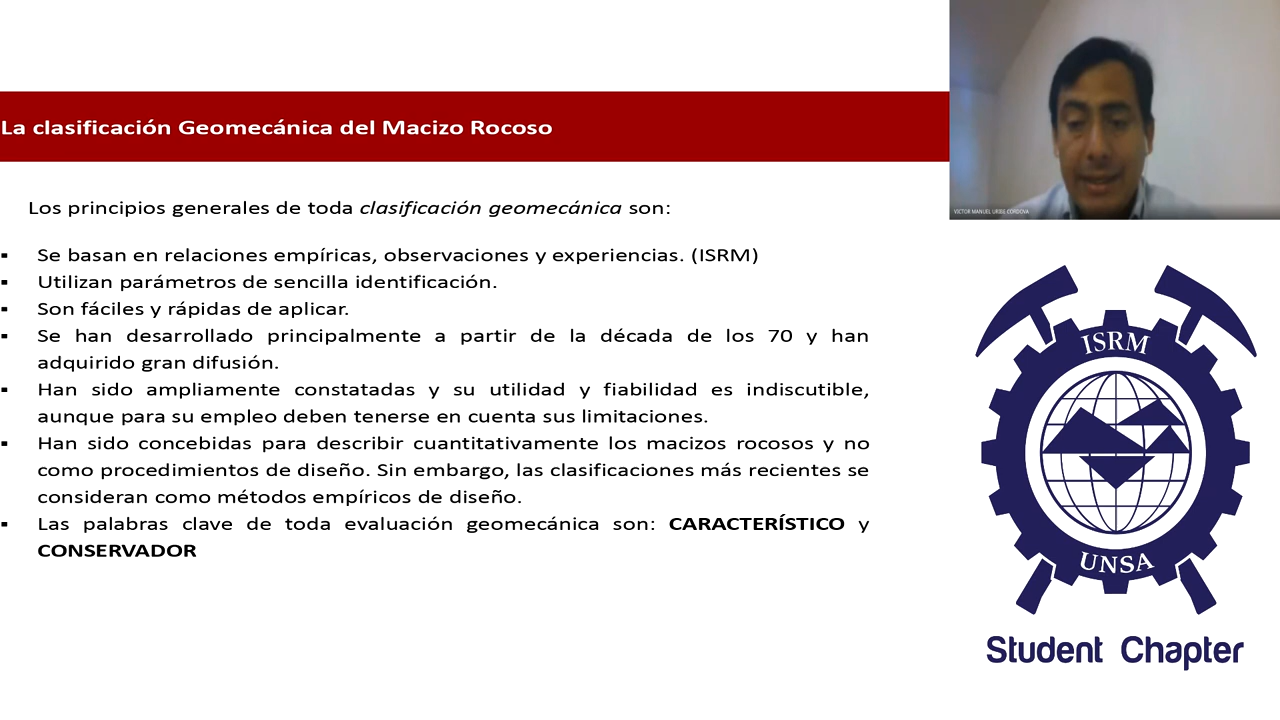 La clasificación Geomecánica del Macizo Rocoso
VICTOR MANUEL URIBE CORDOVA
Los principios generales de toda clasificación geomecánica son:
▪ Se basan en relaciones empíricas, observaciones y experiencias. (ISRM)
▪ Utilizan parámetros de sencilla identificación.
▪ Son fáciles y rápidas de aplicar.
▪ Se han desarrollado principalmente a partir de la década de los 70 y han
adquirido gran difusión.
▪ Han sido ampliamente constatadas y su utilidad y fiabilidad es indiscutible,
aunque para su empleo deben tenerse en cuenta sus limitaciones.
▪ Han sido concebidas para describir cuantitativamente los macizos rocosos y no
como procedimientos de diseño. Sin embargo, las clasificaciones más recientes se
consideran como métodos empíricos de diseño.
▪ Las palabras clave de toda evaluación geomecánica son: CARACTERÍSTICO y
CONSERVADOR
ISRM
UNSA
Student Chapter